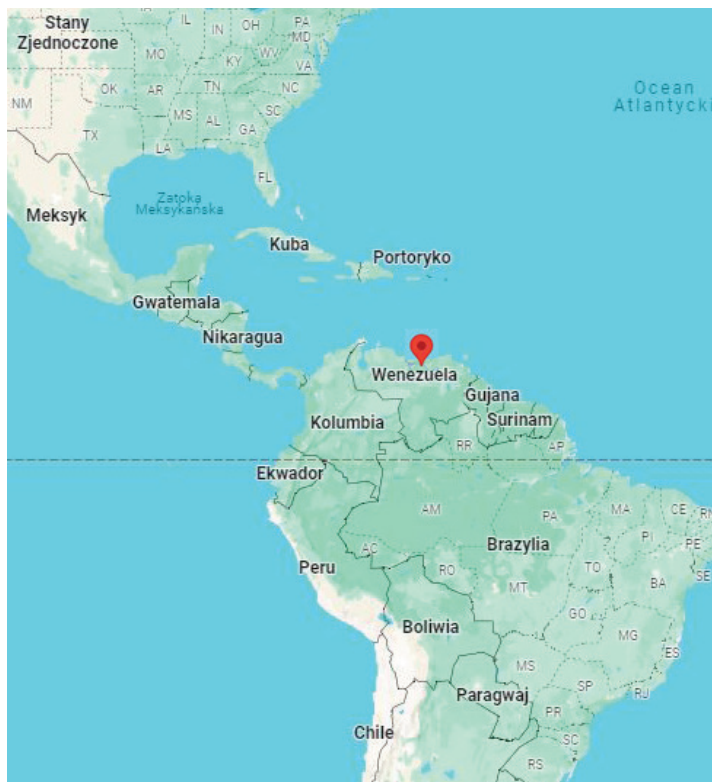 Stany
Zjednoczone
IL
IN
OH
PA
MD
MO
WV
KY
VA
OK
AR
TN
NC
NM
MS
AL
SC
GA
TX
LA
FL
Ocean
Atlantycki
Zatoka
Meksykańska
Meksyk
Kuba
Portoryko
Gwatemala
Nikaragua
Wenezuela
Gujana
Surinam
Kolumbia
RR
AP
Ekwador
AM
PA
MA
CE
RN
PI
PE
AC
Brazylia
Peru
RO
TO
SE
MT
BA
GO
Boliwia
MG
ES
MS
SP
RJ
Paragwaj
PR
Chile
SC
RS